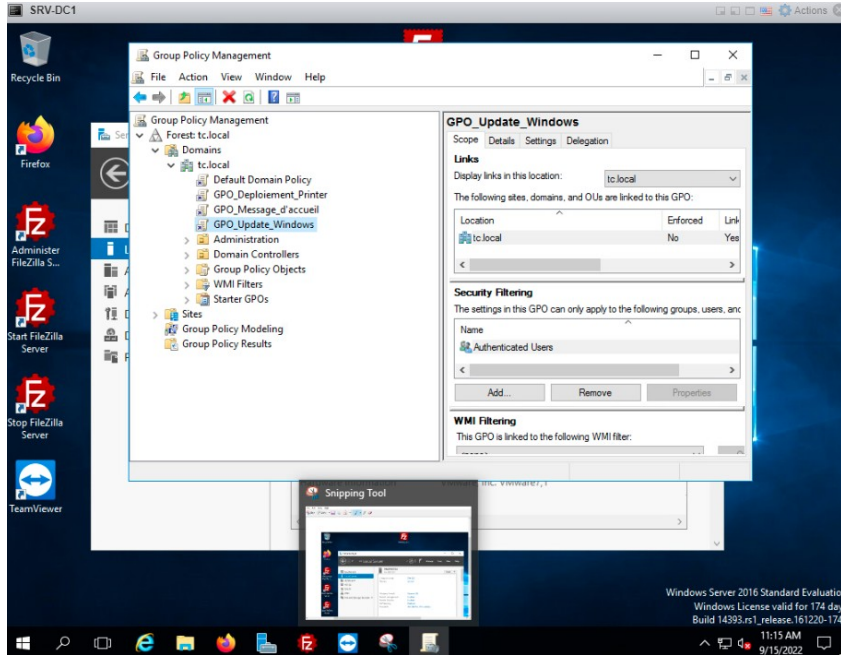 SRV-DC1
Actions
Recycle Bin
Firefox
Administer
FileZilla S...
Start FileZilla
Server
Stop FileZilla
Server
TeamViewer
Group Policy Management
File Action View Window Help
Group Policy Management
Forest: tc.local
Domains
tc.local
Default Domain Policy
GPO_Deploiement_Printer
GPO_Message_d'accueil
GPO_Update_Windows
Administration
Domain Controllers
Group Policy Objects
WMI Filters
Starter GPOs
Sites
Group Policy Modeling
Group Policy Results
GPO_Update_Windows
Scope Details Settings Delegation
Links
Display links in this location: tc.local
The following sites, domains, and OUs are linked to this GPO:
Location Enforced Link
tc.local No Yes
Security Filtering
The settings in this GPO can only apply to the following groups, users, and
Name
Authenticated Users
Add... Remove Properties
WMI Filtering
This GPO is linked to the following WMI filter:
Snipping Tool
Windows Server 2016 Standard Evaluatio
Windows License valid for 174 da
Build 14393.rs1_release.161220-174
11:15 AM
9/15/2022